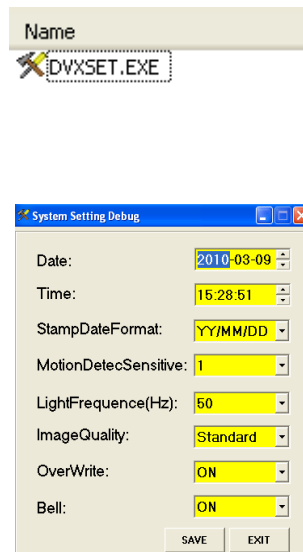 Name
DVXSET.EXE
System Setting Debug
Date: 2010-03-09
Time: 15:28:51
StampDateFormat: YY/MM/DD
MotionDetecSensitive: 1
LightFrequence(Hz): 50
ImageQuality: Standard
OverWrite: ON
Bell: ON
SAVE EXIT